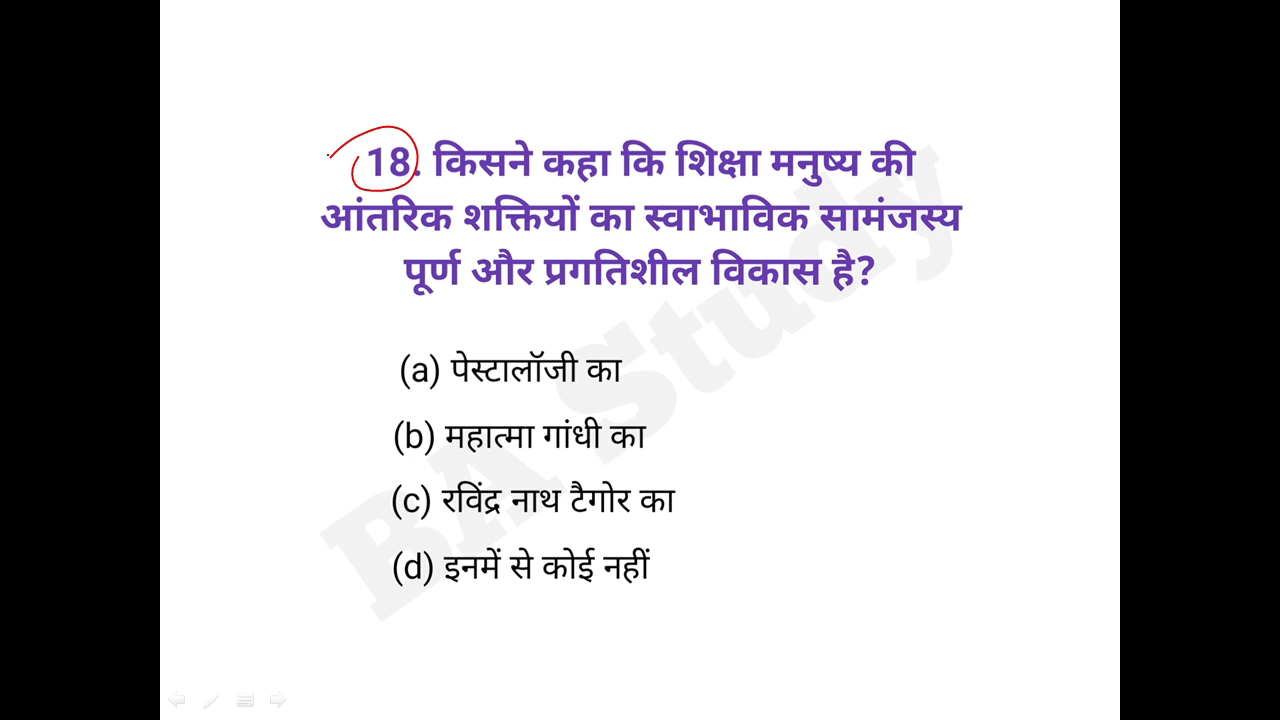 18. किसने कहा कि शिक्षा मनुष्य की
आंतरिक शक्तियों का स्वाभाविक सामंजस्य
पूर्ण और प्रगतिशील विकास है?
(a) पेस्टालॉजी का
(b) महात्मा गांधी का
(c) रविंद्र नाथ टैगोर का
(d) इनमें से कोई नहीं
BA Study